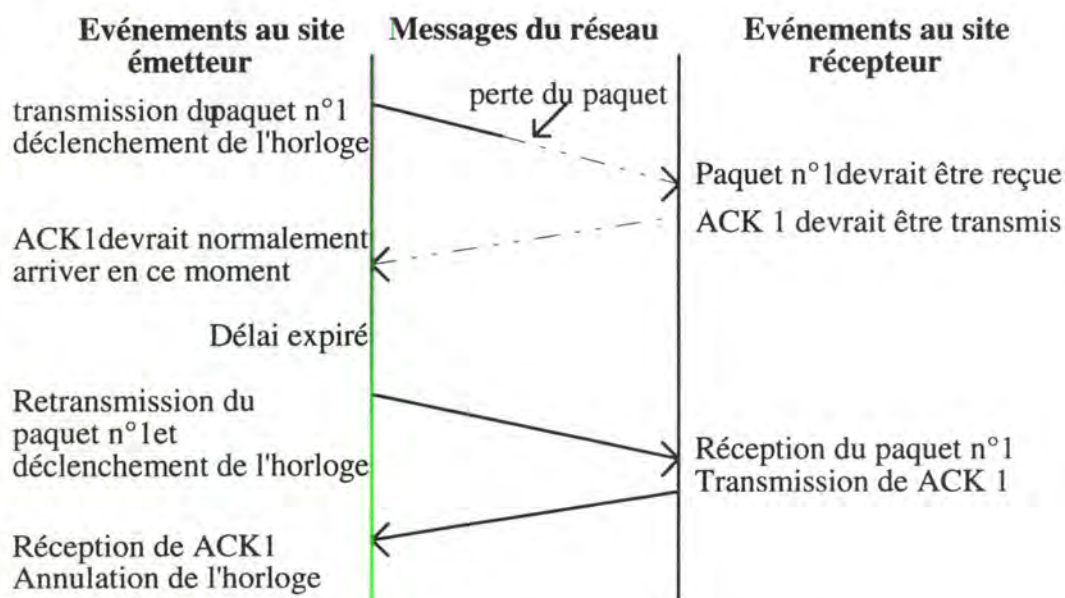 Evénements au site
émetteur
Messages du réseau
Evénements au site
récepteur
transmission du paquet n°1
déclenchement de l'horloge
perte du paquet
Paquet n°1devrait être reçue
ACK 1 devrait être transmis
ACK1devrait normalement
arriver en ce moment
Délai expiré
Retransmission du
paquet n°1et
déclenchement de l'horloge
Réception du paquet n°1
Transmission de ACK 1
Réception de ACK1
Annulation de l'horloge